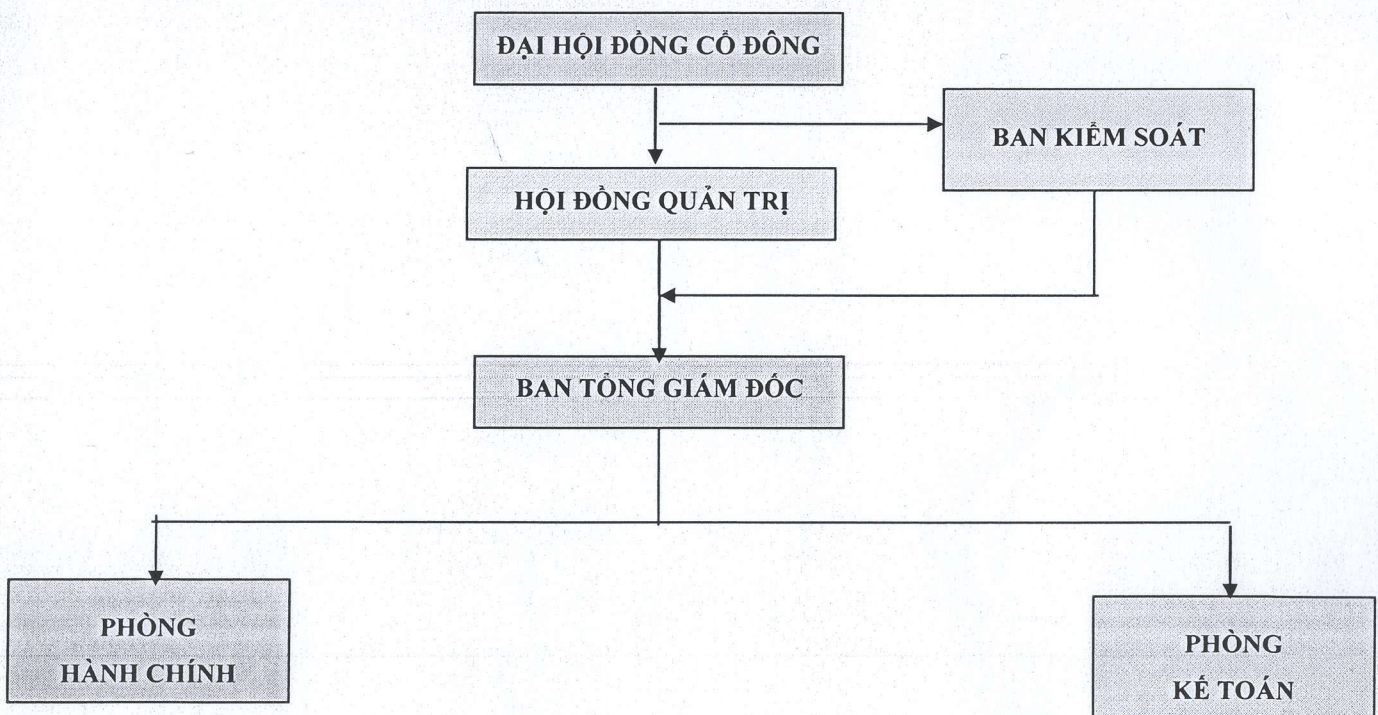 ĐẠI HỘI ĐỒNG CỔ ĐÔNG
BAN KIỂM SOÁT
HỘI ĐỒNG QUẢN TRỊ
BAN TỔNG GIÁM ĐỐC
PHÒNG
HÀNH CHÍNH
PHÒNG
KẾ TOÁN